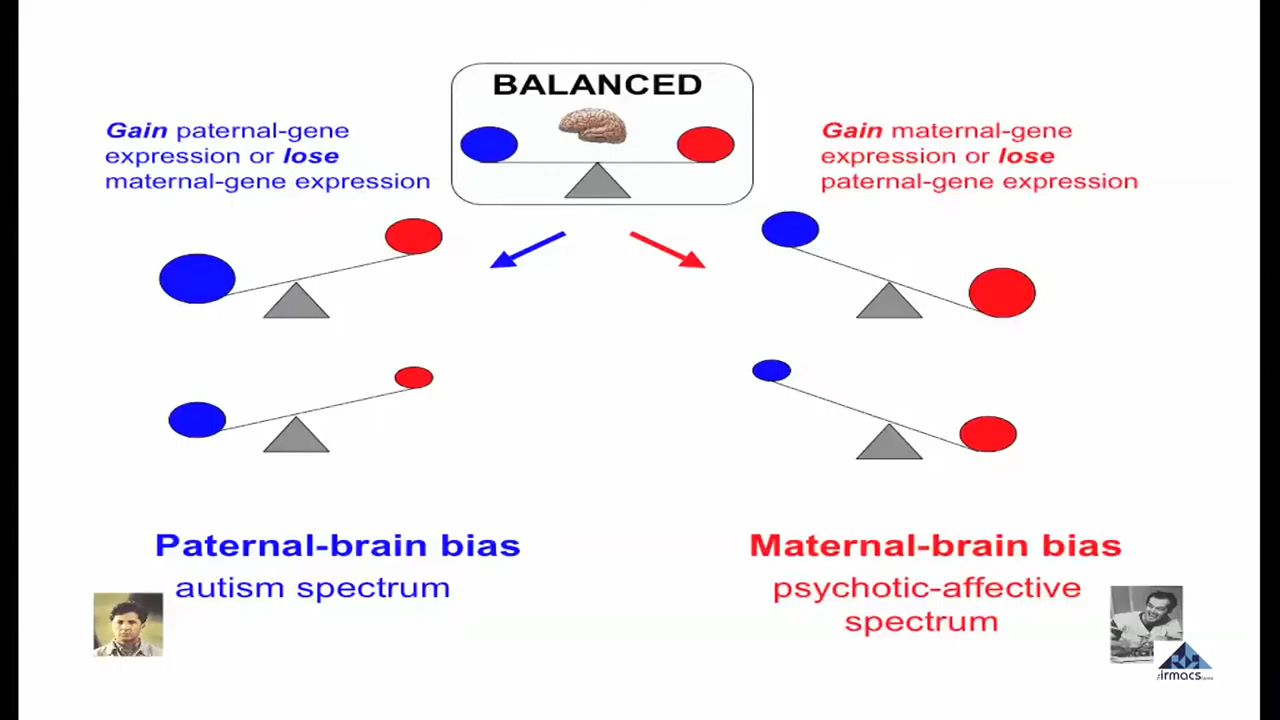 BALANCED
Gain paternal-gene
expression or lose
maternal-gene expression
Gain maternal-gene
expression or lose
paternal-gene expression
Paternal-brain bias
autism spectrum
Maternal-brain bias
psychotic-affective
spectrum
irmacs